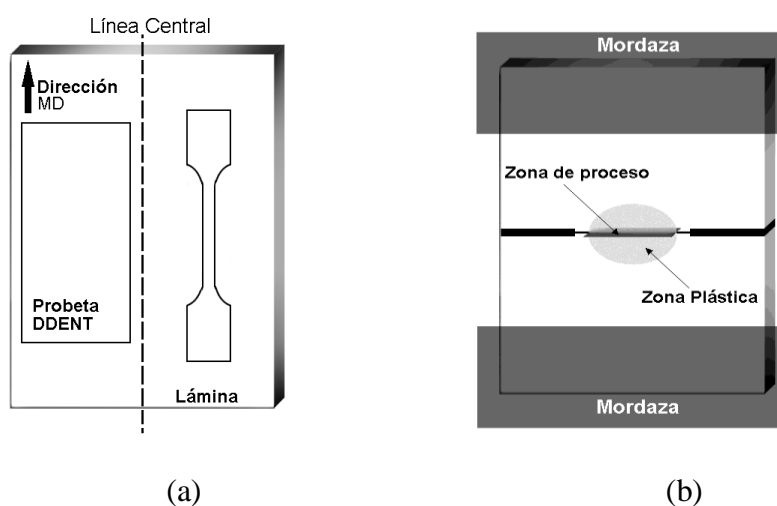 Línea Central
Dirección
MD
Probeta
DDENT
Lámina
(a)
Mordaza
Zona de proceso
Zona Plástica
Mordaza
(b)